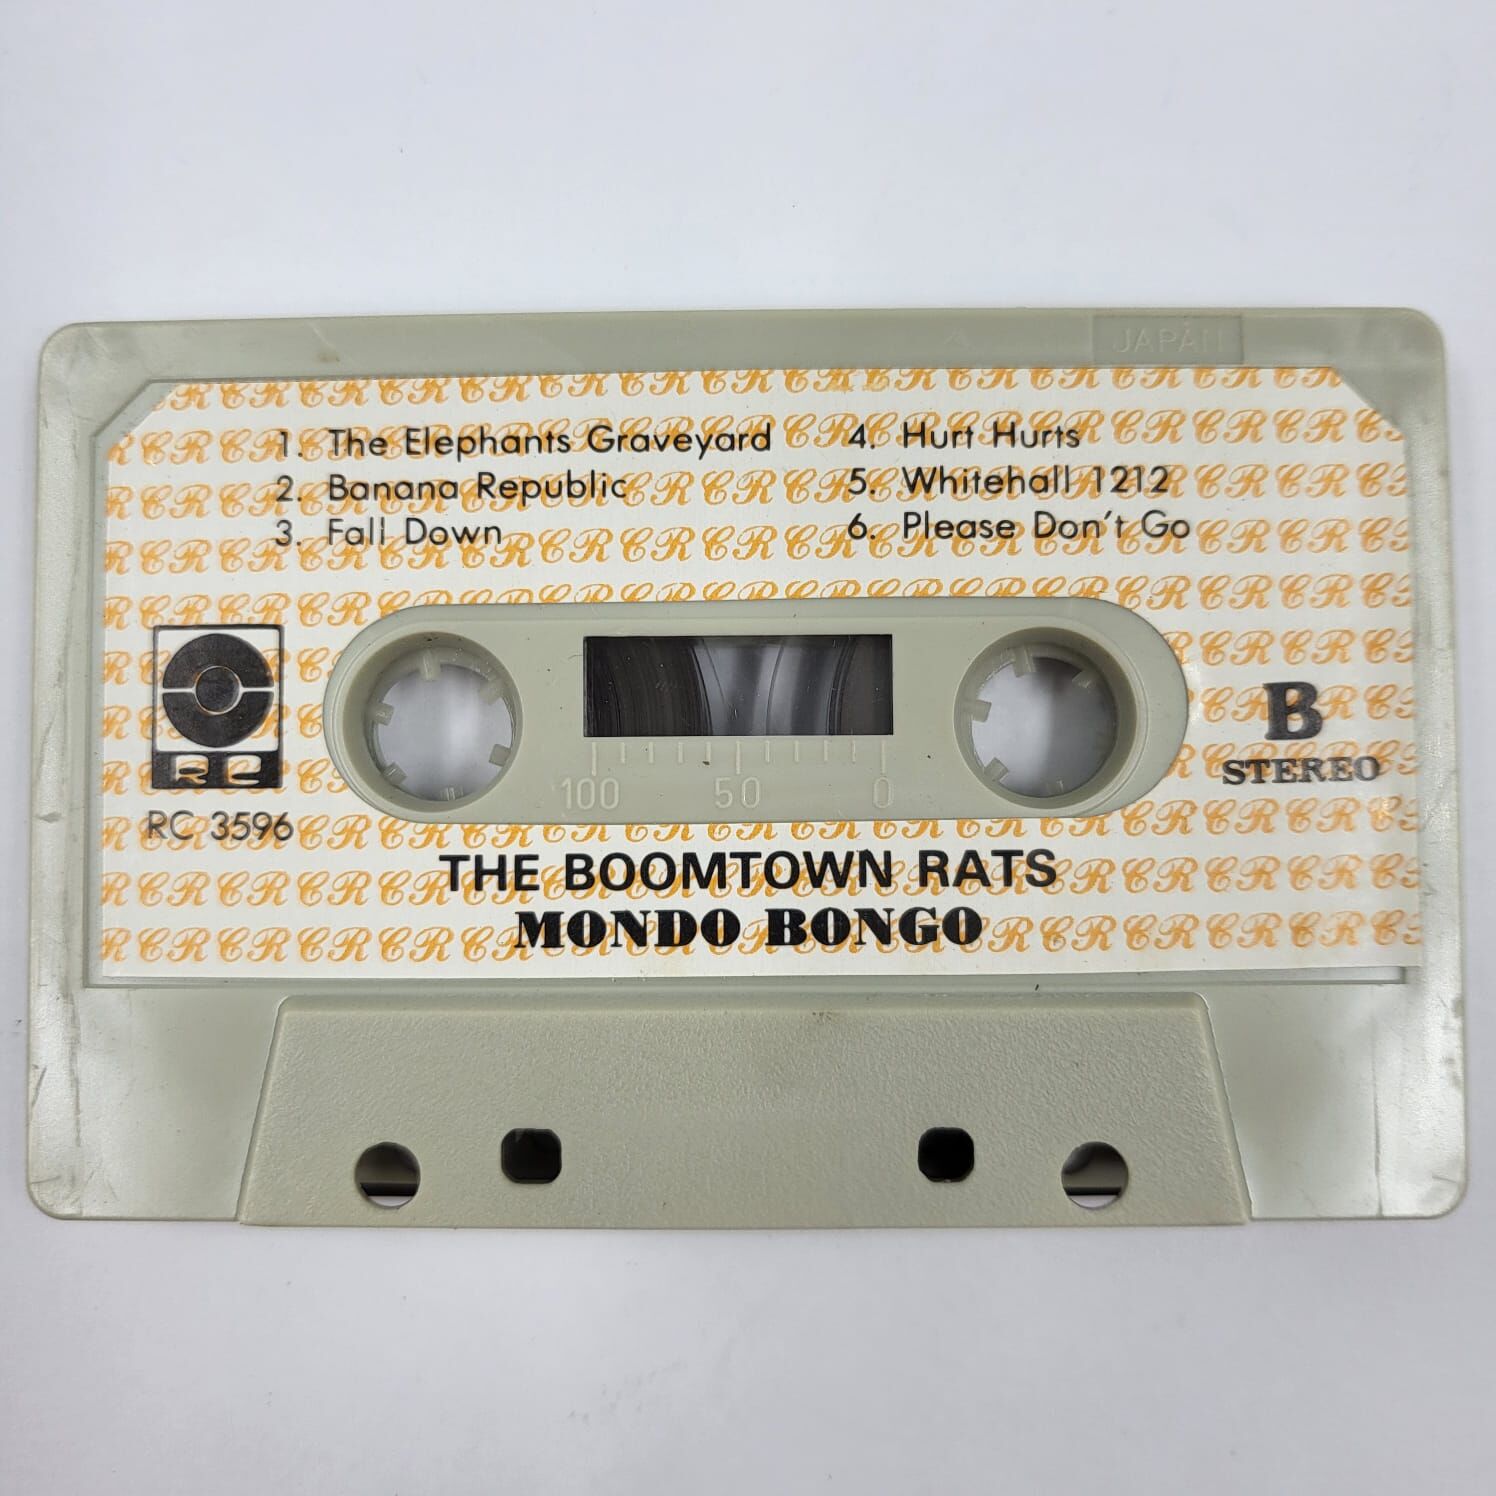 JAPAN
1. The Elephants Graveyard
2. Banana Republic
3. Fall Down
4. Hurt Hurts
5. Whitehall 1212
6. Please Don't Go
RC
RC 3596
100 50 0
B
STEREO
THE BOOMTOWN RATS
MONDO BONGO